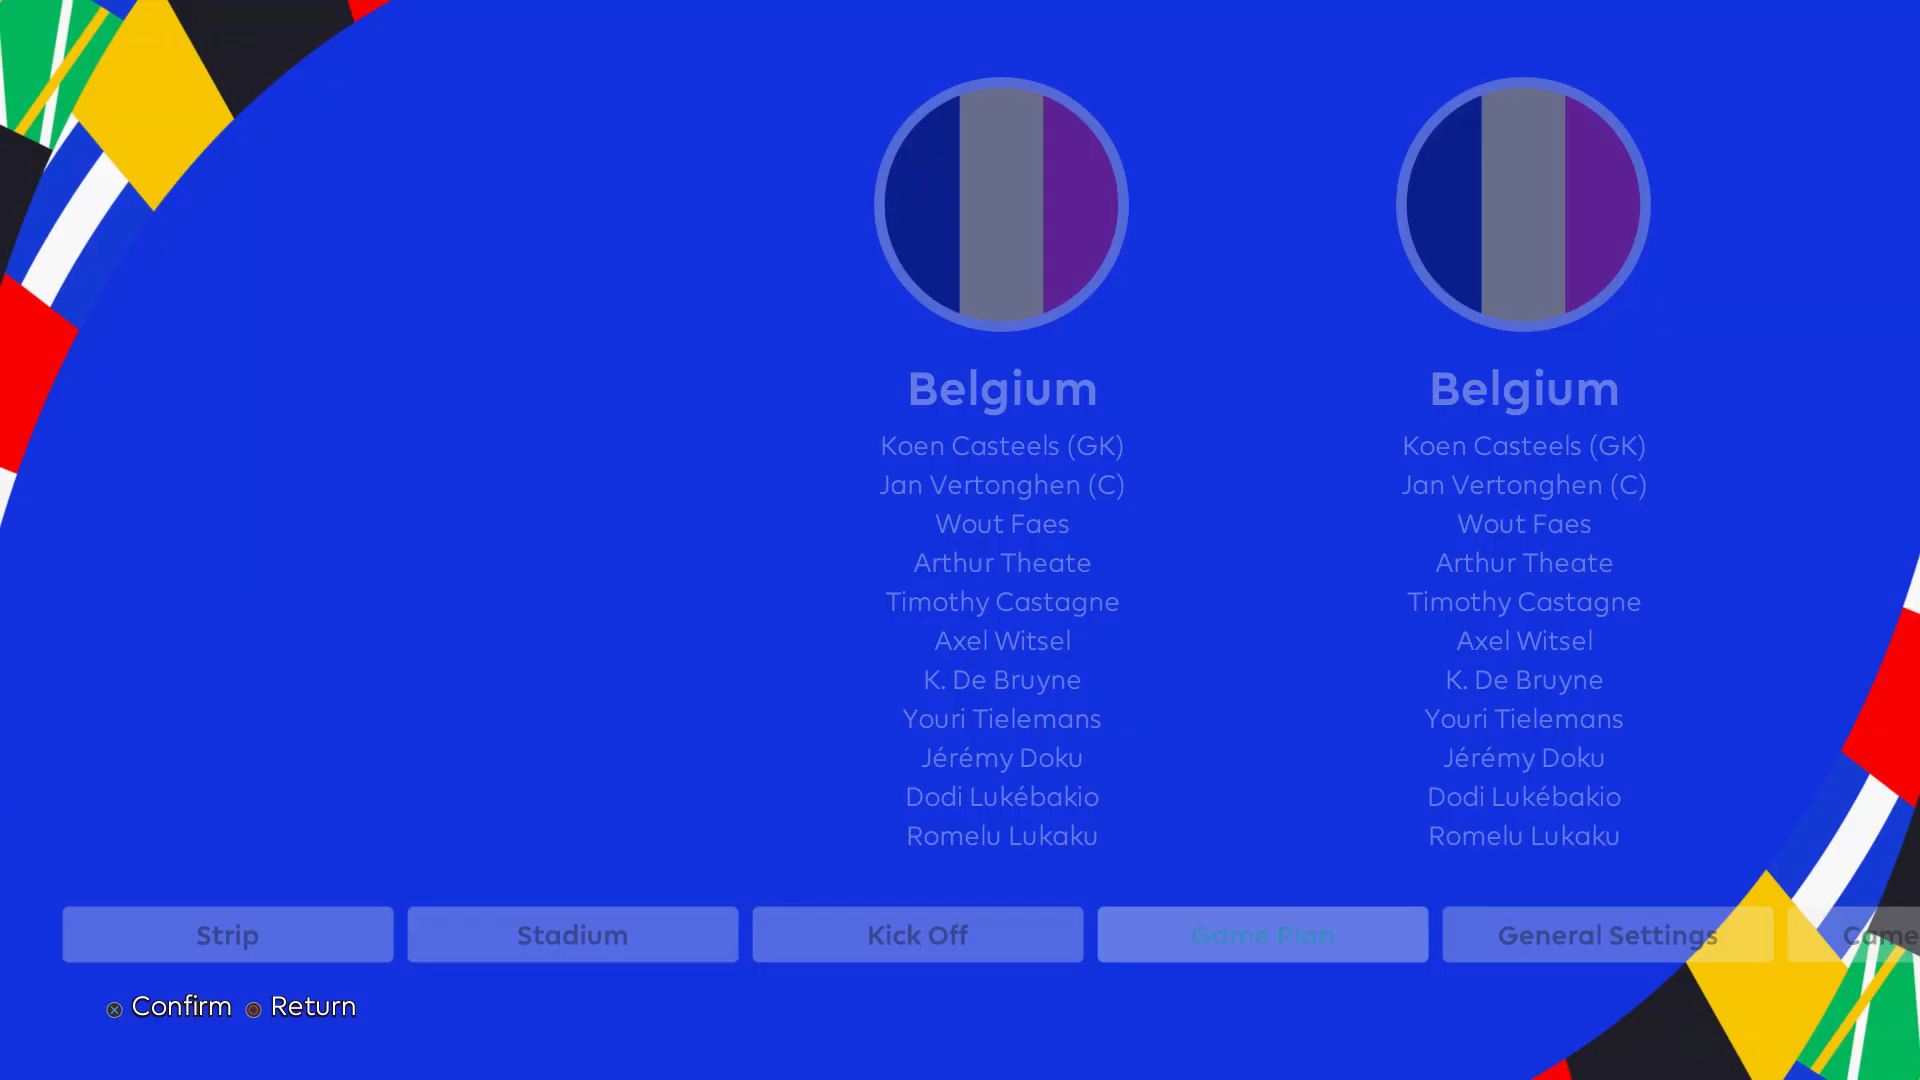 Belgium
Koen Casteels (GK)
Jan Vertonghen (C)
Wout Faes
Arthur Theate
Timothy Castagne
Axel Witsel
K. De Bruyne
Youri Tielemans
Jérémy Doku
Dodi Lukébakio
Romelu Lukaku
Belgium
Koen Casteels (GK)
Jan Vertonghen (C)
Wout Faes
Arthur Theate
Timothy Castagne
Axel Witsel
K. De Bruyne
Youri Tielemans
Jérémy Doku
Dodi Lukébakio
Romelu Lukaku
Strip
Stadium
Kick Off
Game Plan
General Settings
Came
Confirm
Return